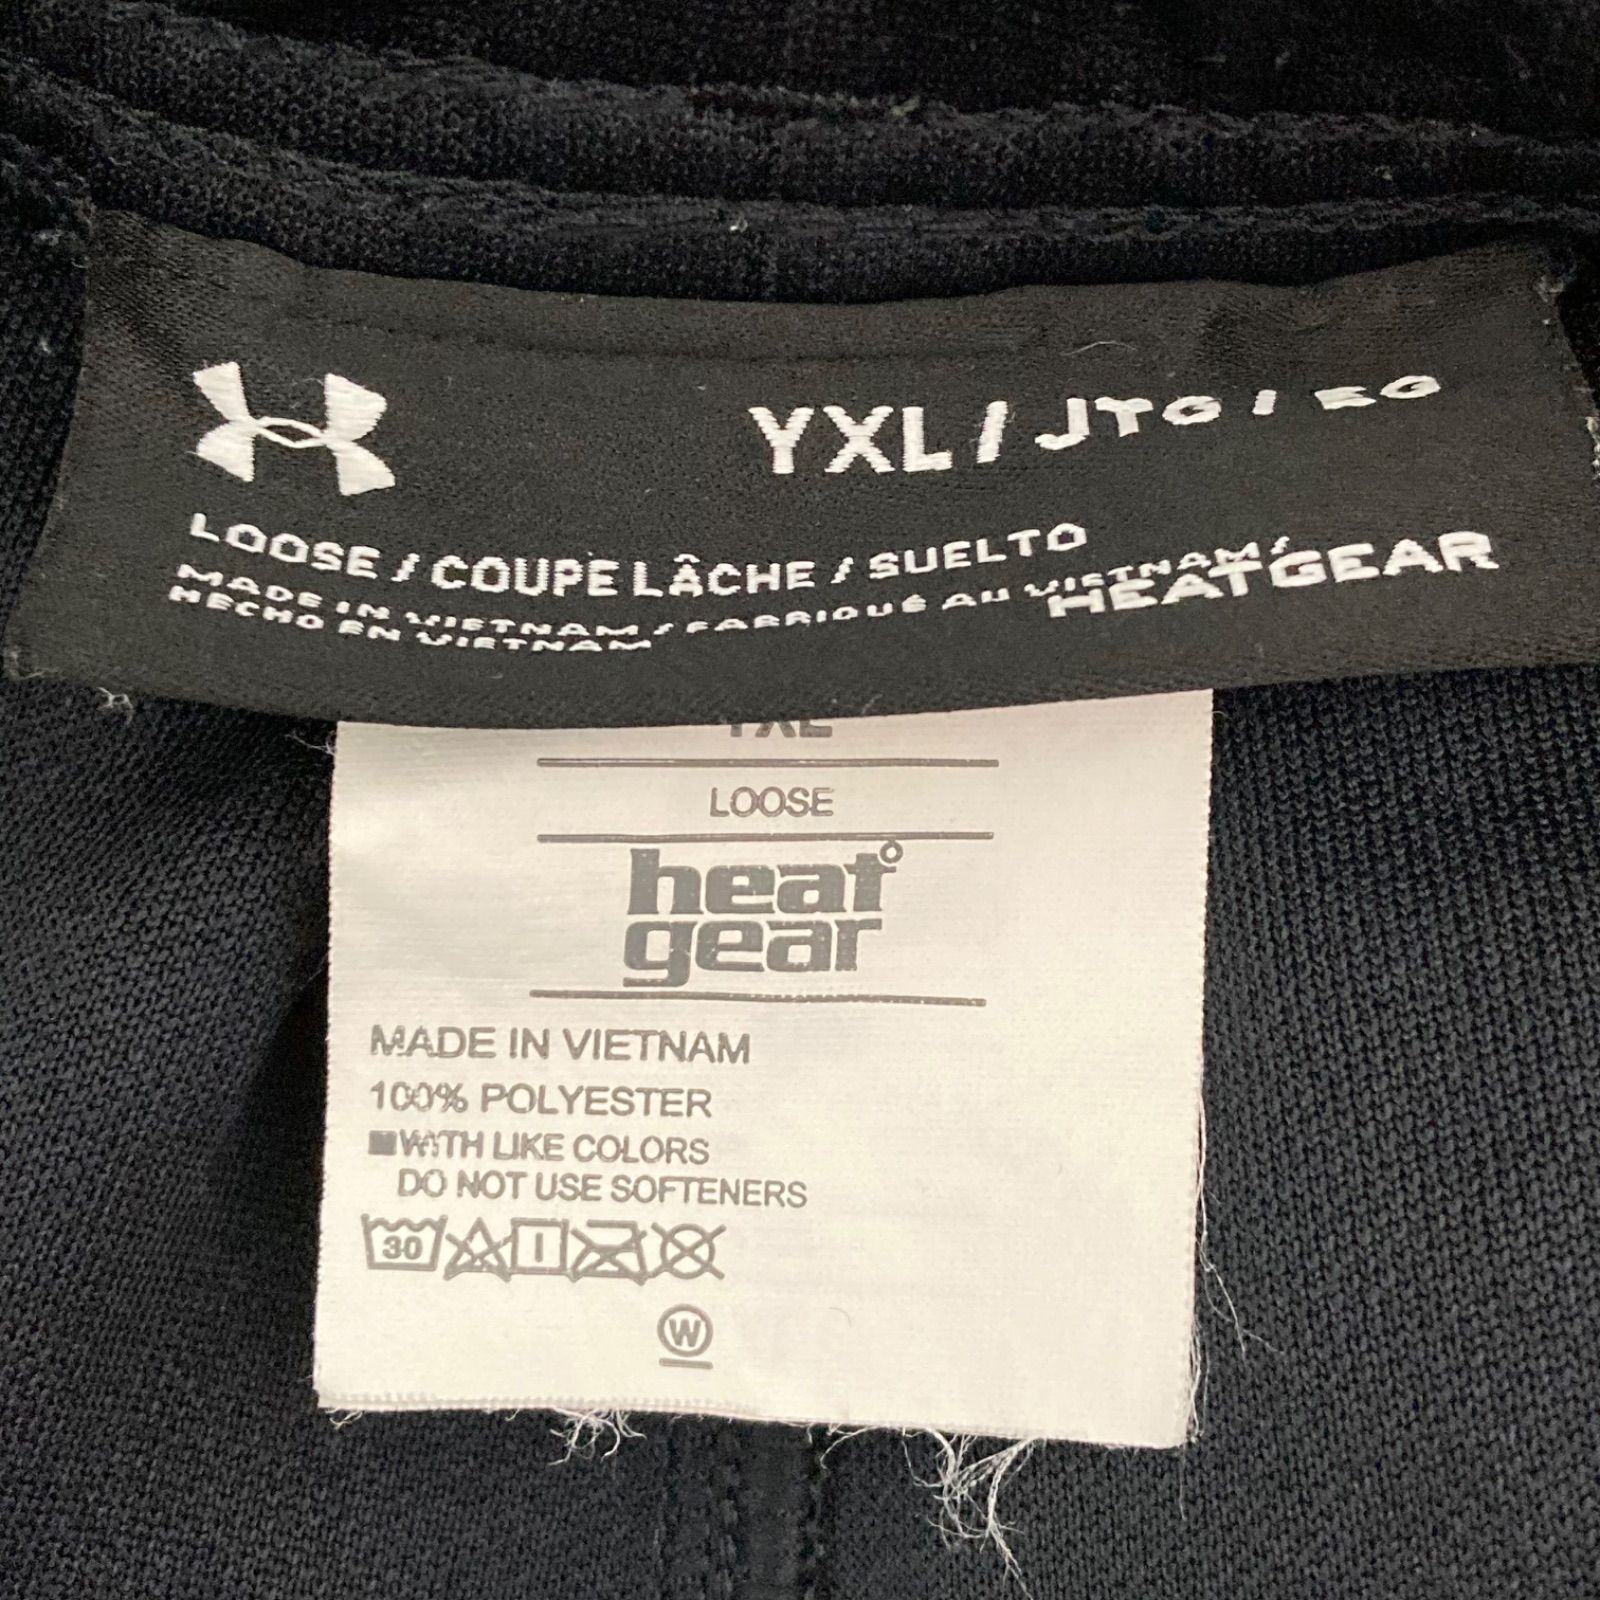 YXL / JTG / EG
LOOSE / COUPE LÂCHE / SUELTO
MADE IN VIETNAM / FABRIQUÉ AU VIETNAM /
HECHO EN VIETNAM
HEATGEAR
YXL
LOOSE
heat°
gear
MADE IN VIETNAM
100% POLYESTER
WITH LIKE COLORS
DO NOT USE SOFTENERS
30
W